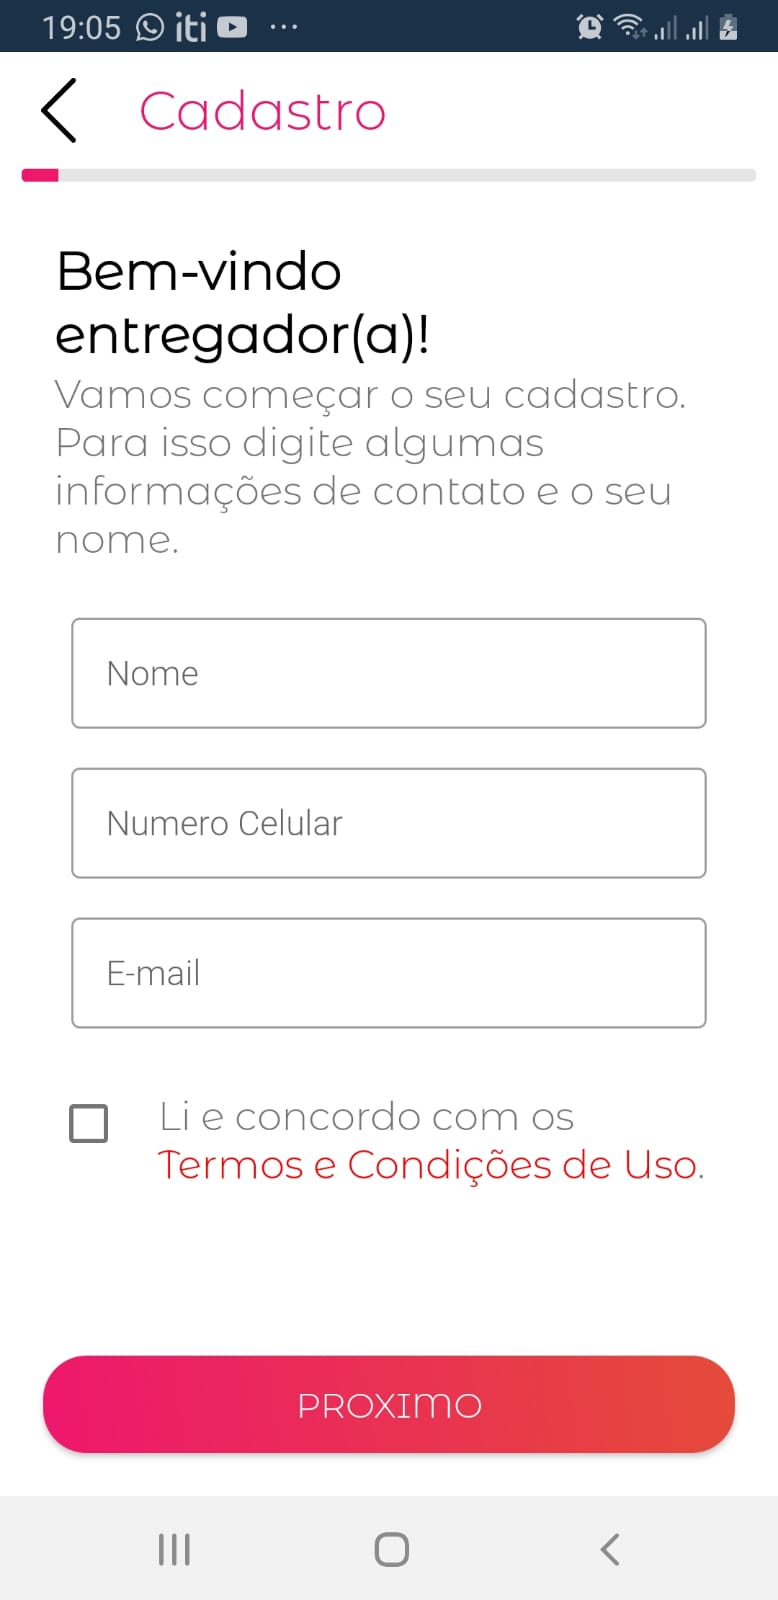 19:05 iti ...
Cadastro
Bem-vindo
entregador(a)!
Vamos começar o seu cadastro.
Para isso digite algumas
informações de contato e o seu
nome.
Nome
Numero Celular
E-mail
Li e concordo com os
Termos e Condições de Uso.
PROXIMO